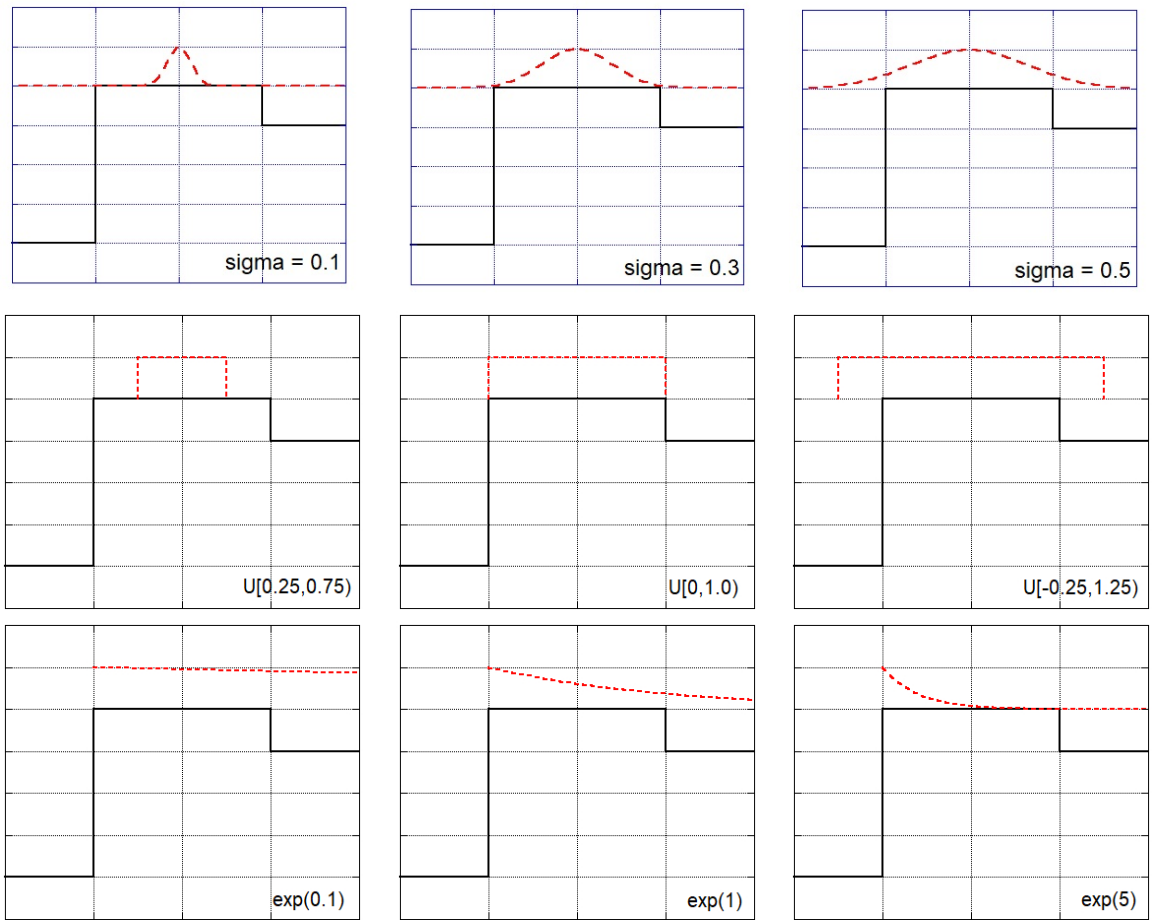 sigma = 0.1
sigma = 0.3
sigma = 0.5
U[0.25,0.75)
U[0,1.0)
U[-0.25,1.25)
exp(0.1)
exp(1)
exp(5)